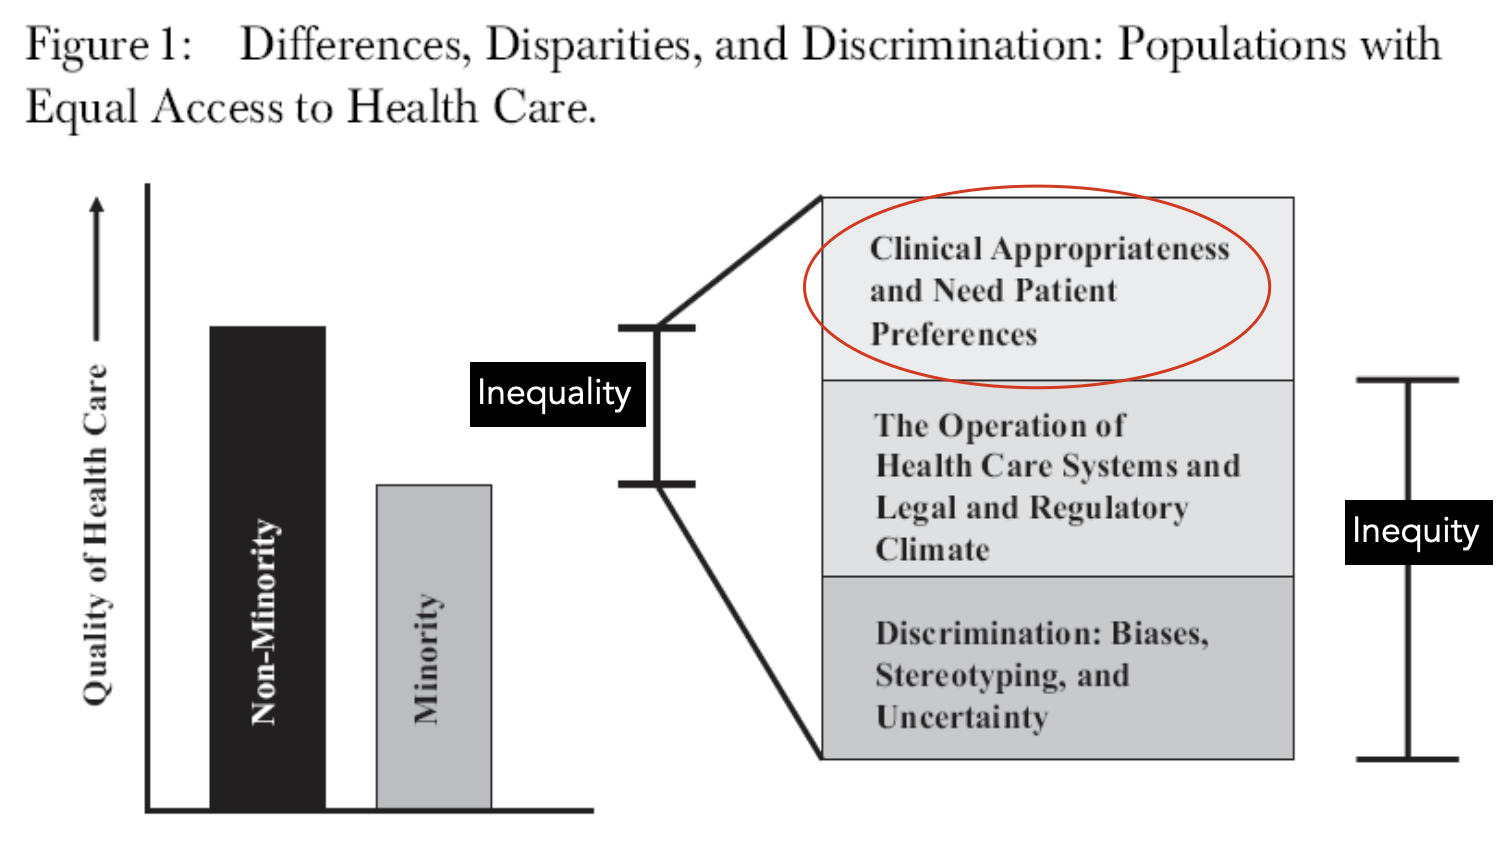 Figure 1: Differences, Disparities, and Discrimination: Populations with
Equal Access to Health Care.
Quality of Health Care
Non-Minority
Minority
Inequality
Clinical Appropriateness
and Need Patient
Preferences
The Operation of
Health Care Systems and
Legal and Regulatory
Climate
Discrimination: Biases,
Stereotyping, and
Uncertainty
Inequity